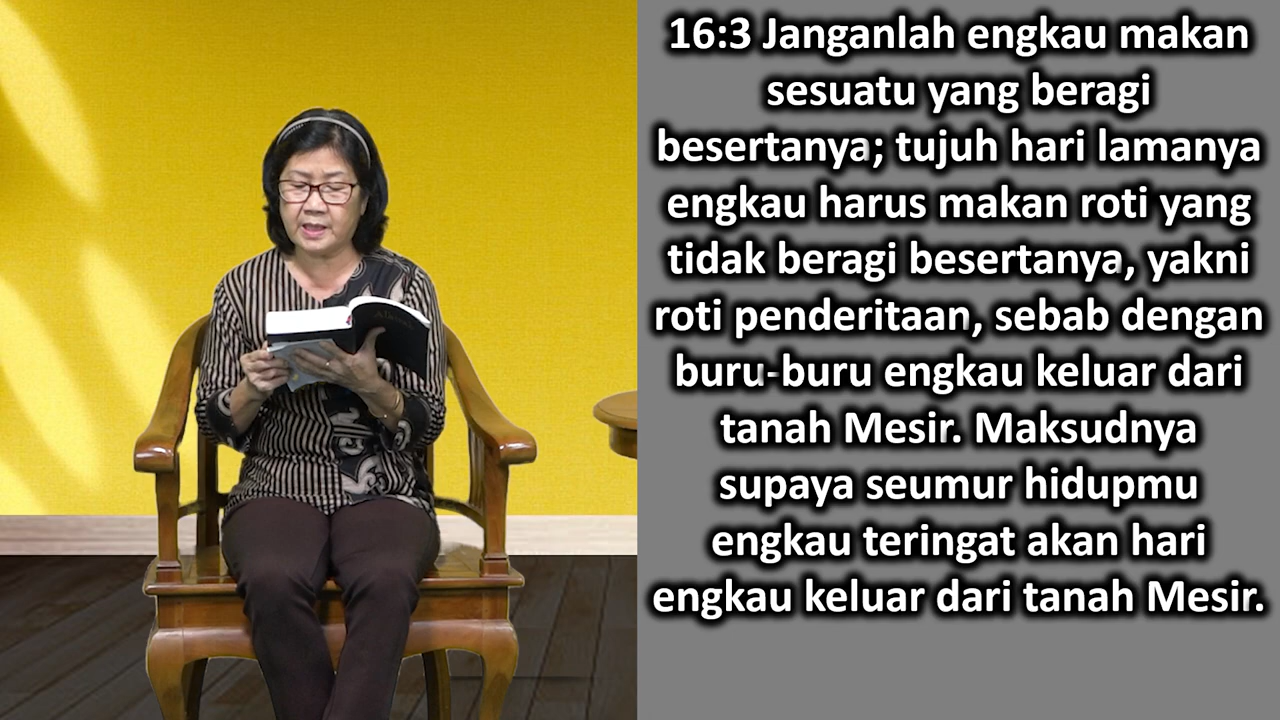 16:3 Janganlah engkau makan
sesuatu yang beragi
besertanya; tujuh hari lamanya
engkau harus makan roti yang
tidak beragi besertanya, yakni
roti penderitaan, sebab dengan
buru-buru engkau keluar dari
tanah Mesir. Maksudnya
supaya seumur hidupmu
engkau teringat akan hari
engkau keluar dari tanah Mesir.